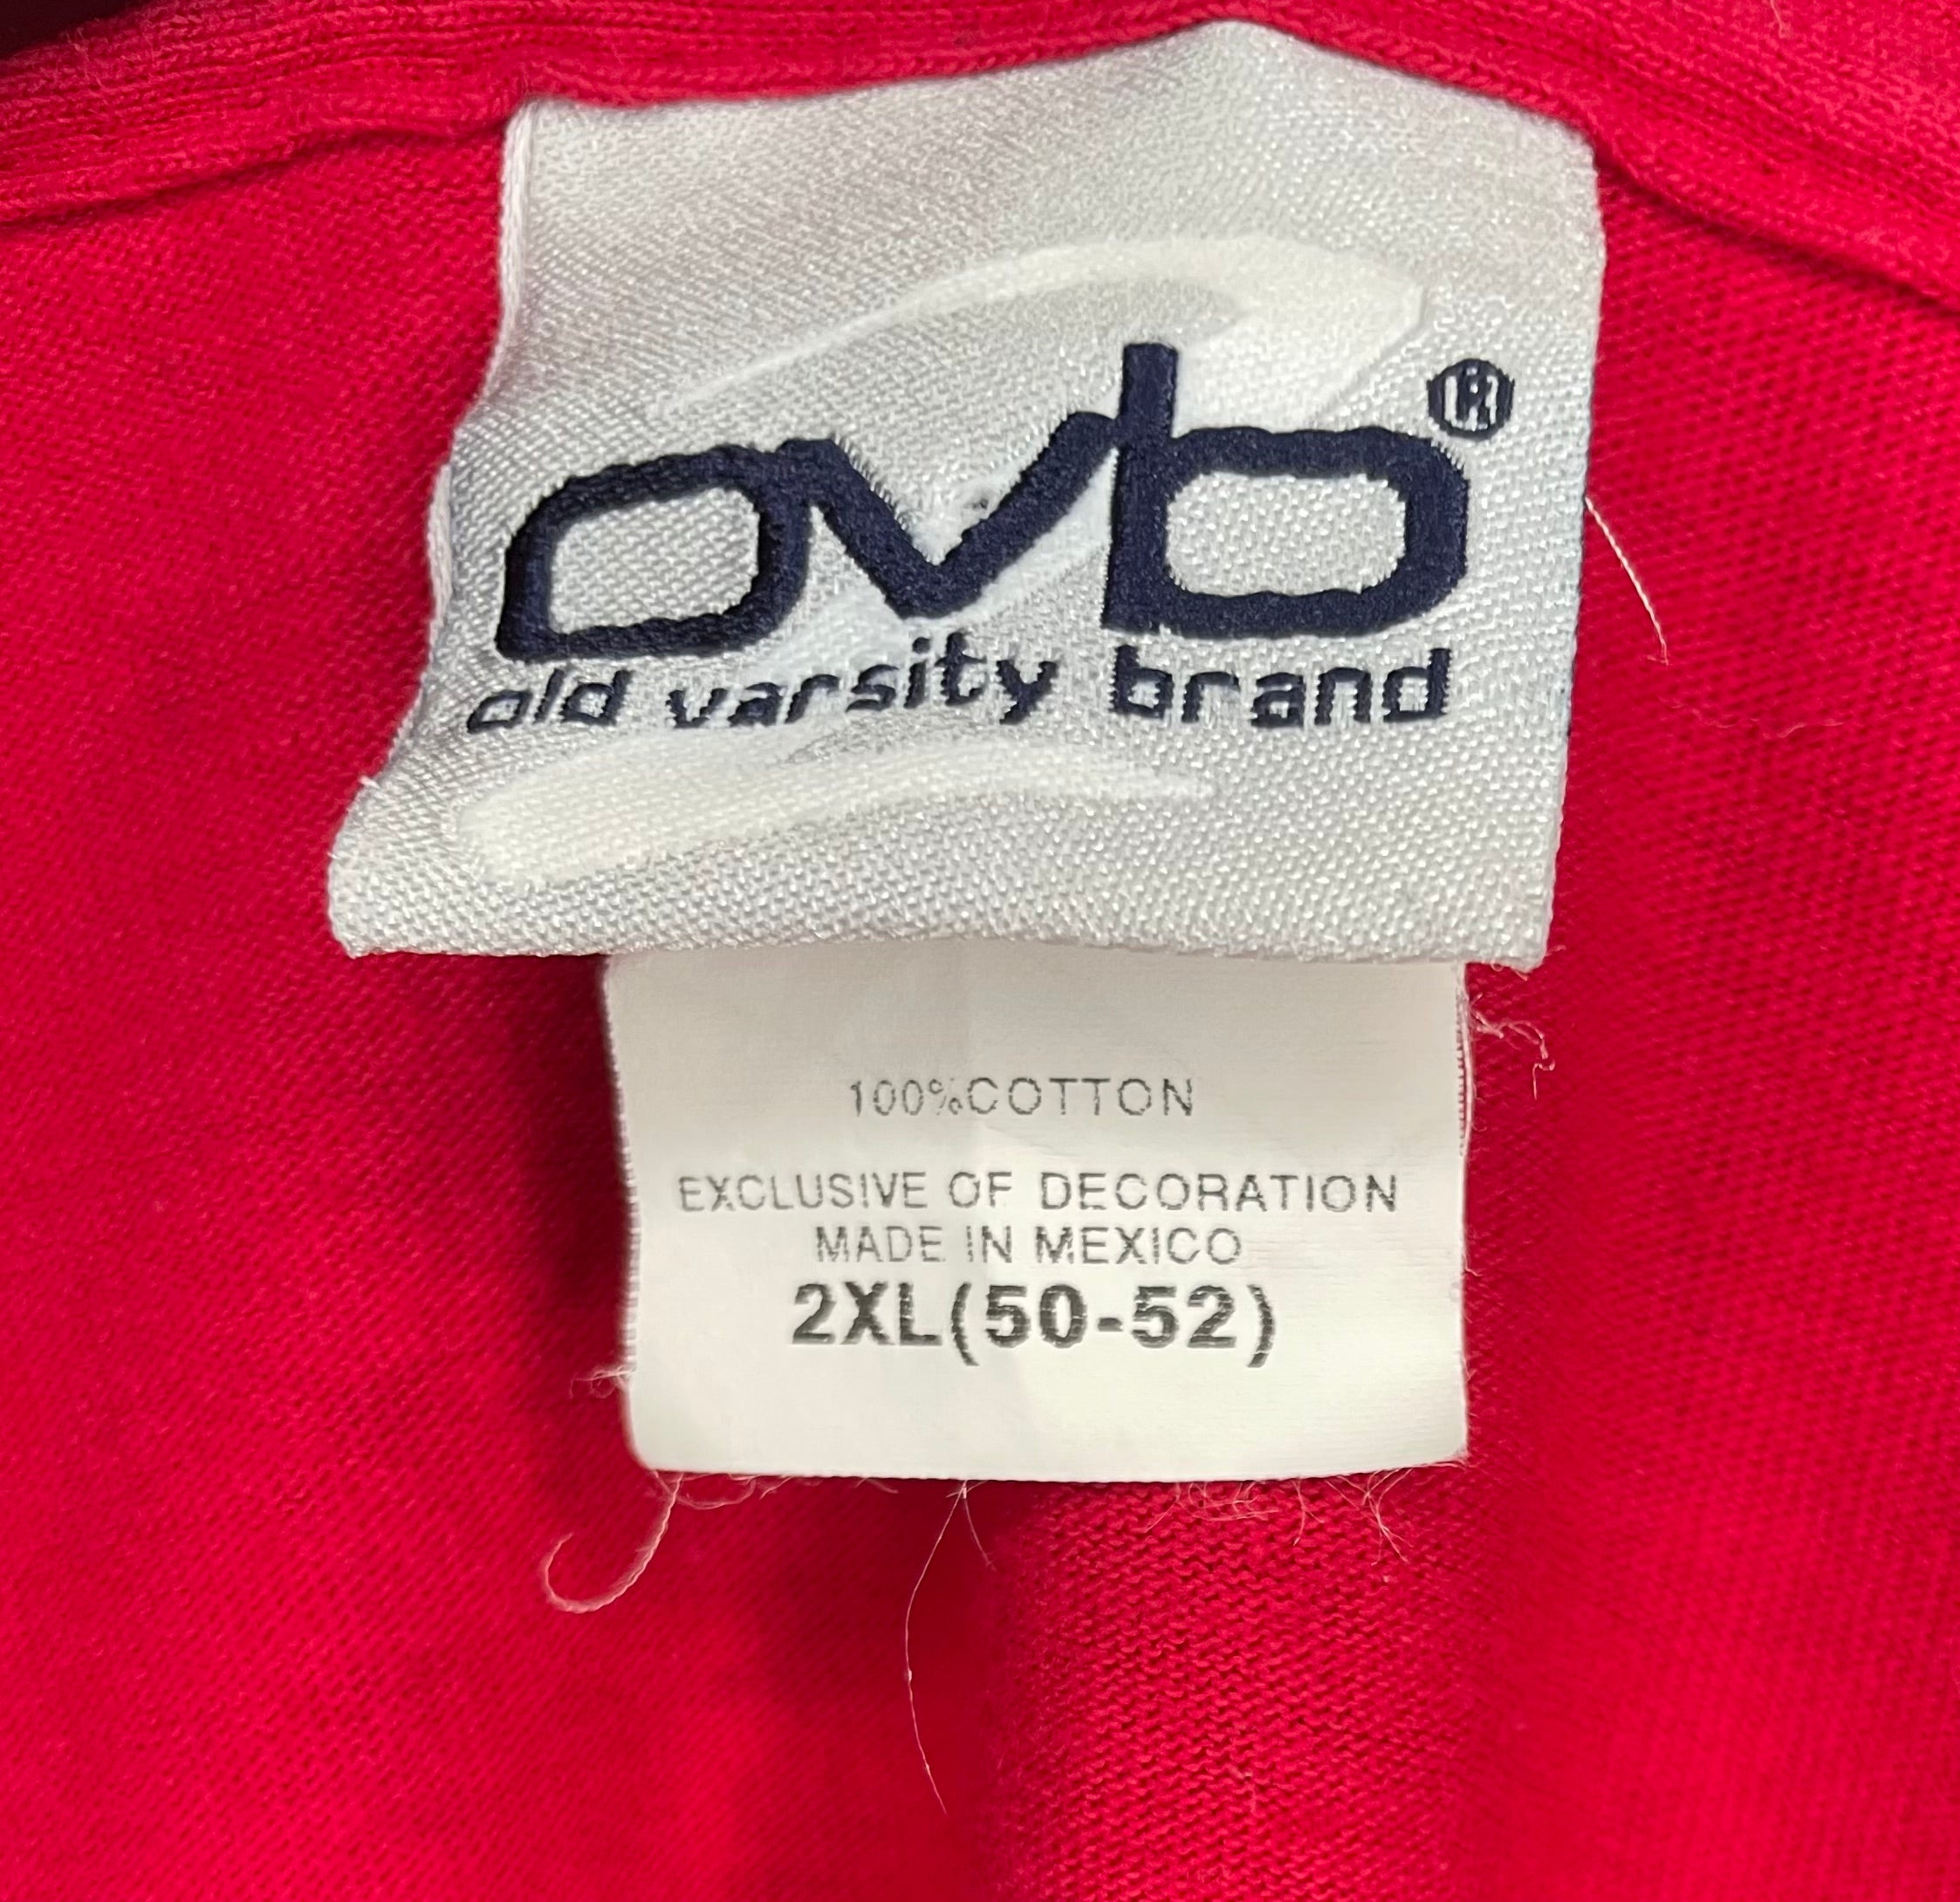 ovb®
old varsity brand
100%COTTON
EXCLUSIVE OF DECORATION
MADE IN MEXICO
2XL(50-52)